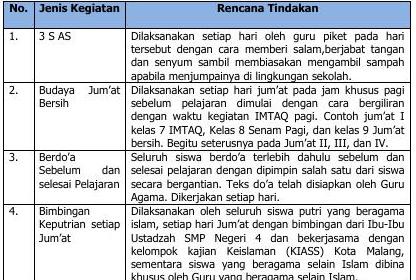 No. Jenis Kegiatan Rencana Tindakan
1. 3 S AS Dilaksanakan setiap hari oleh guru piket pada hari
tersebut dengan cara memberi salam,berjabat tangan
dan senyum sambil membiasakan mengambil sampah
apabila menjumpainya di lingkungan sekolah.
2. Budaya Jum’at Dilaksanakan setiap hari jum’at pada jam khusus pagi
Bersih sebelum pelajaran dimulai dengan cara bergiliran
dengan waktu kegiatan IMTAQ pagi. Contoh jum’at I
kelas 7 IMTAQ, Kelas 8 Senam Pagi, dan kelas 9 Jum’at
bersih. Begitu seterusnya pada Jum’at II, III, dan IV.
3. Berdo’a Seluruh siswa berdo’a terlebih dahulu sebelum dan
Sebelum dan selesai pelajaran dengan dipimpin salah satu dari siswa
selesai Pelajaran secara bergantian. Teks do’a telah disiapkan oleh Guru
Agama. Dikerjakan setiap hari.
4. Bimbingan Dilaksanakan oleh seluruh siswa putri yang beragama
Keputrian setiap islam, setiap hari Jum’at dengan bimbingan dari Ibu-Ibu
Jum’at Ustadzah SMP Negeri 4 dan bekerjasama dengan
kelompok kajian Keislaman (KIASS) Kota Malang,
sementara siswa yang beragama selain Islam dibina
khusus oleh Guru yang beragama selain Islam.